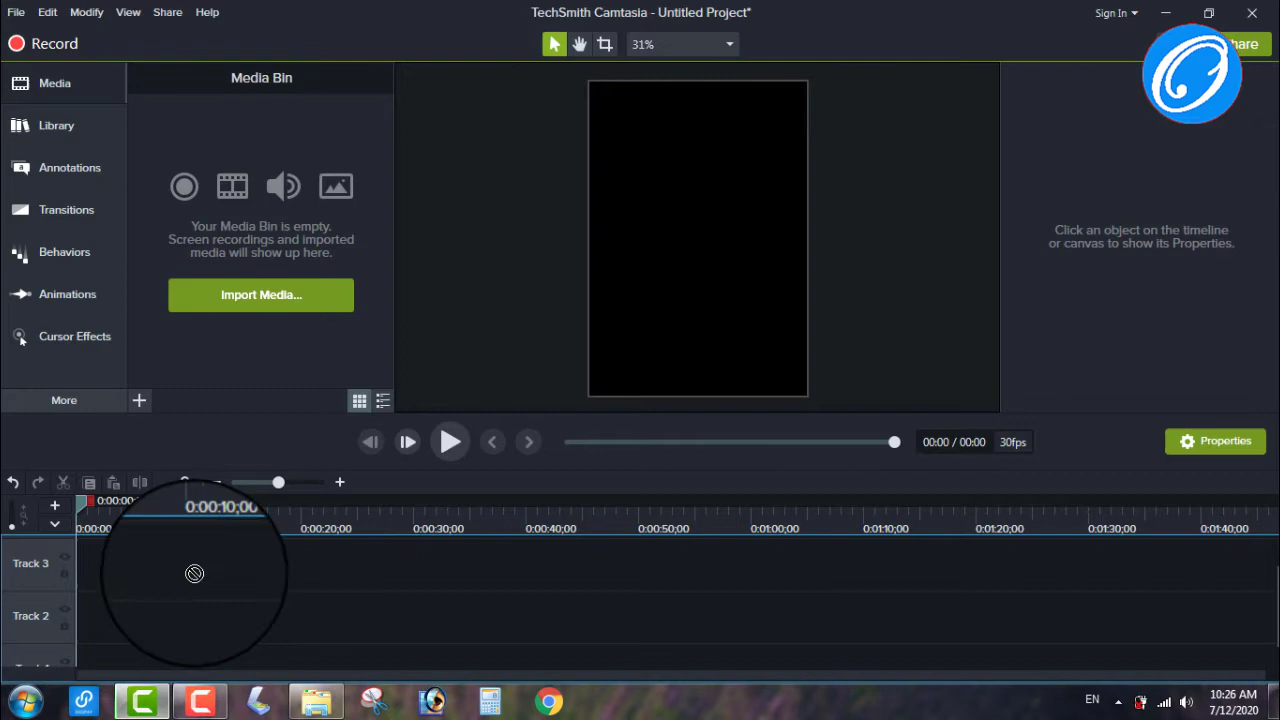 File Edit Modify View Share Help
TechSmith Camtasia - Untitled Project*
Sign In
Record
31%
hare
Media
Library
Annotations
Transitions
Behaviors
Animations
Cursor Effects
More
Media Bin
Your Media Bin is empty.
Screen recordings and imported
media will show up here.
Import Media...
Click an object on the timeline
or canvas to show its Properties.
00:00 / 00:00
30fps
Properties
0:00:00
0:00:10;00
0:00:00 0:00:20;00 0:00:30;00 0:00:40;00 0:00:50;00 0:01:00;00 0:01:10;00 0:01:20;00 0:01:30;00 0:01:40;00
Track 3
Track 2
EN
10:26 AM
7/12/2020